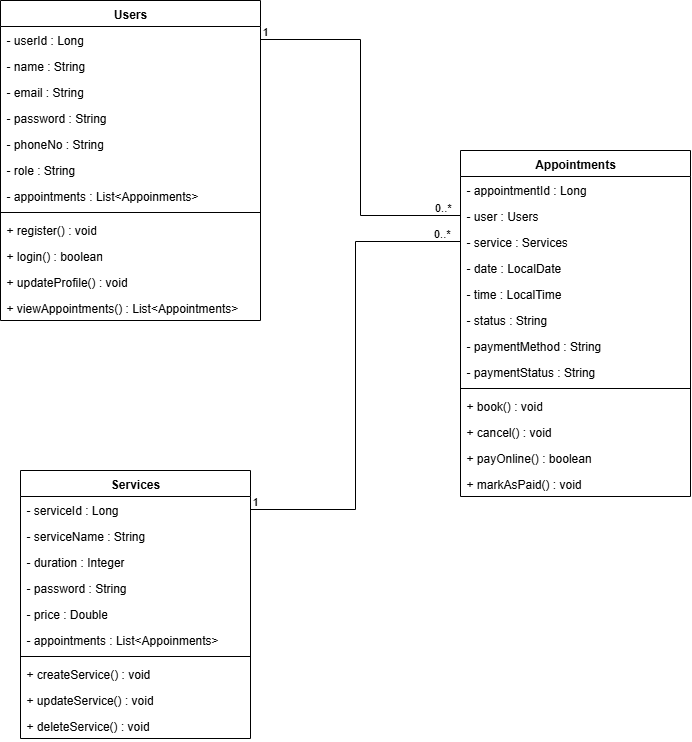 Users
- userId : Long
- name : String
- email : String
- password : String
- phoneNo : String
- role : String
- appointments : List<Appoinments>
+ register() : void
+ login() : boolean
+ updateProfile() : void
+ viewAppointments() : List<Appointments>
1
0..*
0..*
Appointments
- appointmentId : Long
- user : Users
- service : Services
- date : LocalDate
- time : LocalTime
- status : String
- paymentMethod : String
- paymentStatus : String
+ book() : void
+ cancel() : void
+ payOnline() : boolean
+ markAsPaid() : void
Services
- serviceId : Long
- serviceName : String
- duration : Integer
- password : String
- price : Double
- appointments : List<Appoinments>
+ createService() : void
+ updateService() : void
+ deleteService() : void
1